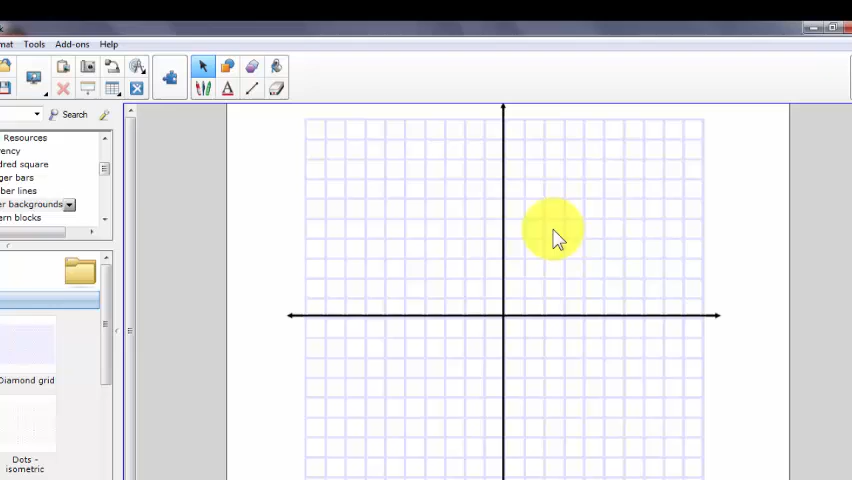 mat Tools Add-ons Help
Search
Resources
ency
dred square
ger bars
ber lines
er backgrounds
ern blocks
Diamond grid
Dots -
isometric